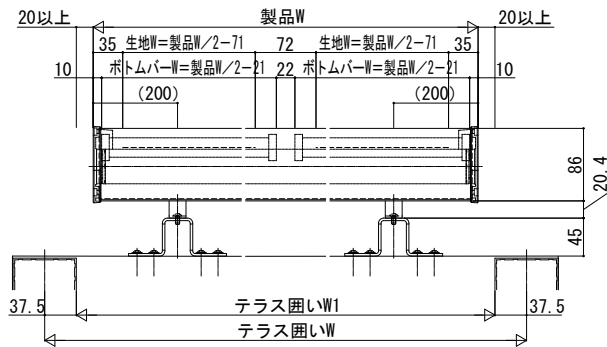 20以上 製品W 20以上
35 生地W=製品W/2-71 72 生地W=製品W/2-71 35
10 ボトムバーW=製品W/2-21 22 ボトムバーW=製品W/2-21 10
(200) (200)
86
20.4
45
37.5 テラス囲いW1 37.5
テラス囲いW